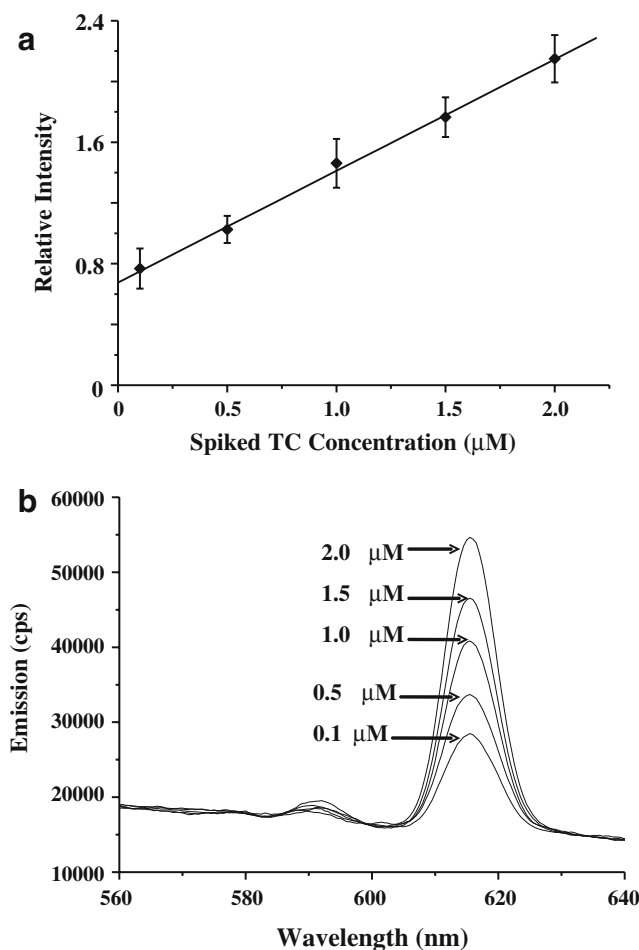 a
2.4
1.6
0.8
0
Relative Intensity
0 0.5 1.0 1.5 2.0
Spiked TC Concentration (µM)
b
60000
50000
40000
30000
20000
10000
Emission (cps)
2.0 µM
1.5 µM
1.0 µM
0.5 µM
0.1 µM
560 580 600 620 640
Wavelength (nm)